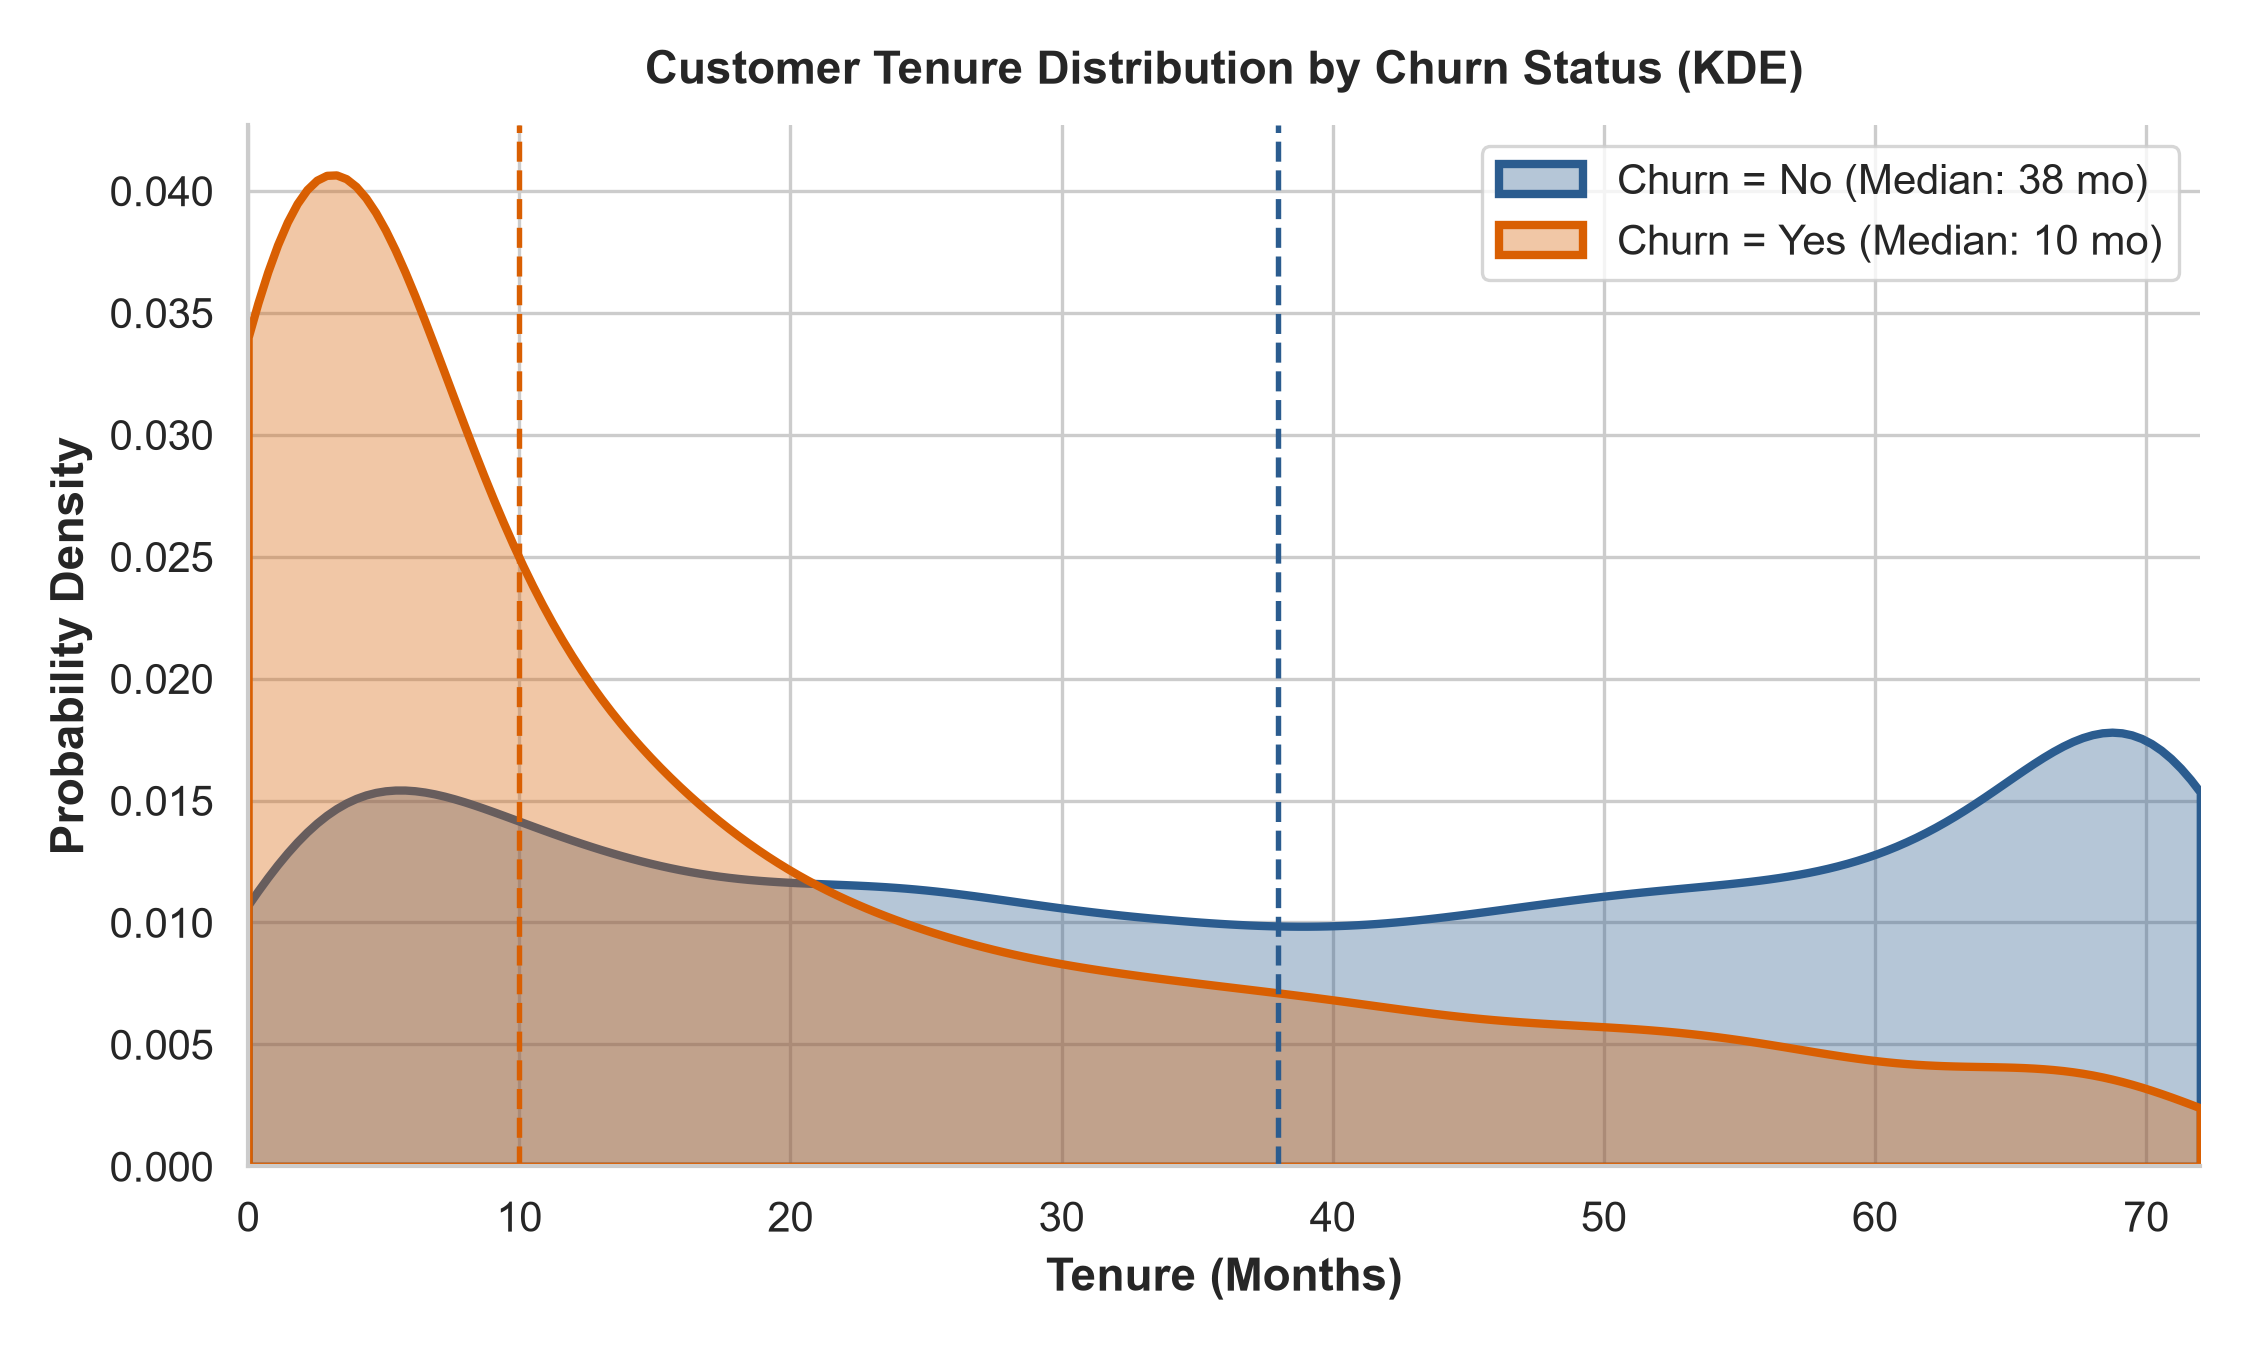 Customer Tenure Distribution by Churn Status (KDE)
Churn = No (Median: 38 mo)
Churn = Yes (Median: 10 mo)
Probability Density
0.040
0.035
0.030
0.025
0.020
0.015
0.010
0.005
0.000
0 10 20 30 40 50 60 70
Tenure (Months)